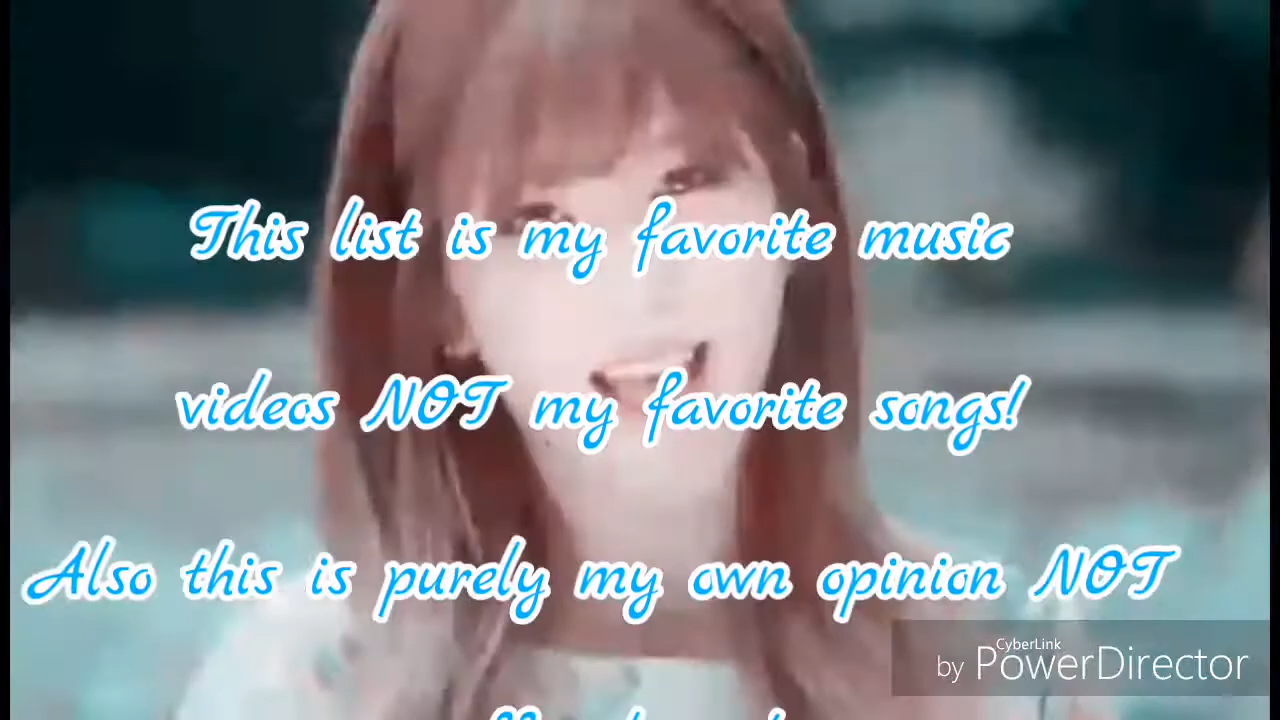 This list is my favorite music
videos NOT my favorite songs!
Also this is purely my own opinion NOT
CyberLink
by PowerDirector